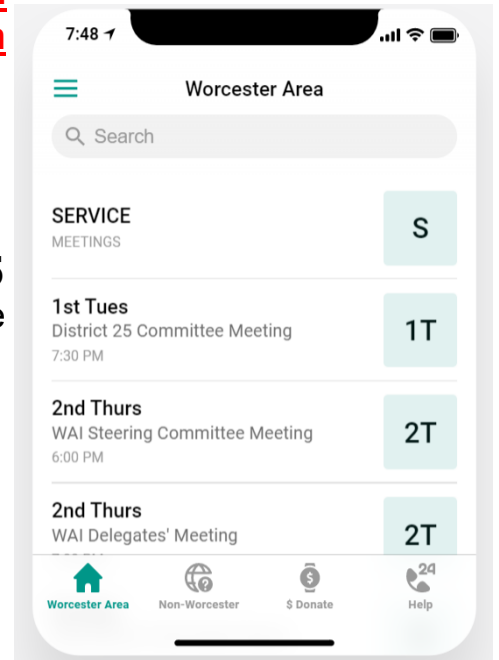 7:48
Worcester Area
Search
SERVICE
MEETINGS
S
1st Tues
District 25 Committee Meeting
7:30 PM
1T
2nd Thurs
WAI Steering Committee Meeting
6:00 PM
2T
2nd Thurs
WAI Delegates' Meeting
2T
Worcester Area
Non-Worcester
$ Donate
24
Help